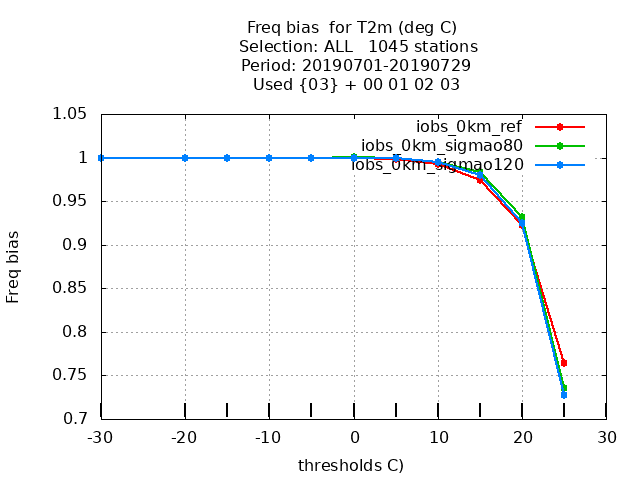 Freq bias  for T2m (deg C)
Selection: ALL   1045 stations
Period: 20190701-20190729
Used {03} + 00 01 02 03
iobs_0km_ref
iobs_0km_sigmao80
iobs_0km_sigmao120
Freq bias
1.05
1
0.95
0.9
0.85
0.8
0.75
0.7
-30 -20 -10 0 10 20 30
thresholds C)